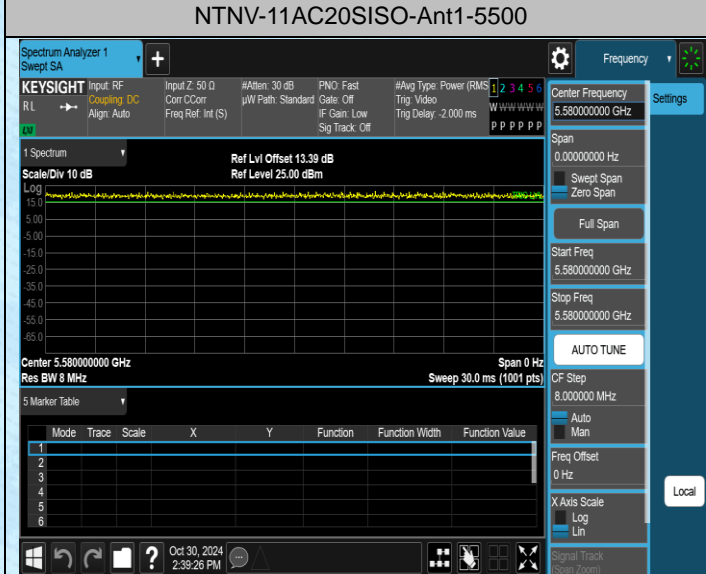 NTNV-11AC20SISO-Ant1-5500
Spectrum Analyzer 1
Swept SA
Frequency
KEYSIGHT
Input: RF
Input Z: 50 Ω
#Atten: 30 dB
PNO: Fast
#Avg Type: Power (RMS
1 2 3 4 5 6
RL
Coupling: DC
Corr CCorr
µW Path: Standard
Gate: Off
Trig: Video
W W W W W W
Align: Auto
Freq Ref: Int (S)
IF Gain: Low
Trig Delay: -2.000 ms
P P P P P P
Sig Track: Off
LXI
1 Spectrum
Ref Lvl Offset 13.39 dB
Scale/Div 10 dB
Ref Level 25.00 dBm
Log
15.0
5.00
-5.00
-15.0
-25.0
-35.0
-45.0
-55.0
-65.0
Center 5.580000000 GHz
Span 0 Hz
Res BW 8 MHz
Sweep 30.0 ms (1001 pts)
5 Marker Table
Mode Trace Scale X Y Function Function Width Function Value
1
2
3
4
5
6
Oct 30, 2024
2:39:26 PM
Center Frequency
5.580000000 GHz
Settings
Span
0.00000000 Hz
Swept Span
Zero Span
Full Span
Start Freq
5.580000000 GHz
Stop Freq
5.580000000 GHz
AUTO TUNE
CF Step
8.000000 MHz
Auto
Man
Freq Offset
0 Hz
X Axis Scale
Log
Lin
Signal Track
(Span Zoom)
Local